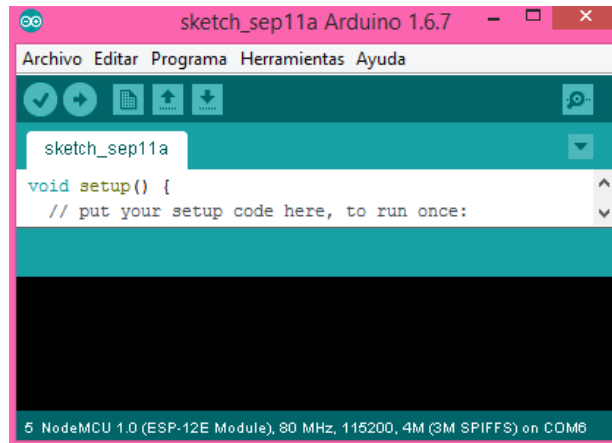 sketch_sep11a Arduino 1.6.7
Archivo Editar Programa Herramientas Ayuda
sketch_sep11a
void setup() {
// put your setup code here, to run once:
5 NodeMCU 1.0 (ESP-12E Module), 80 MHz, 115200, 4M (3M SPIFFS) on COM6